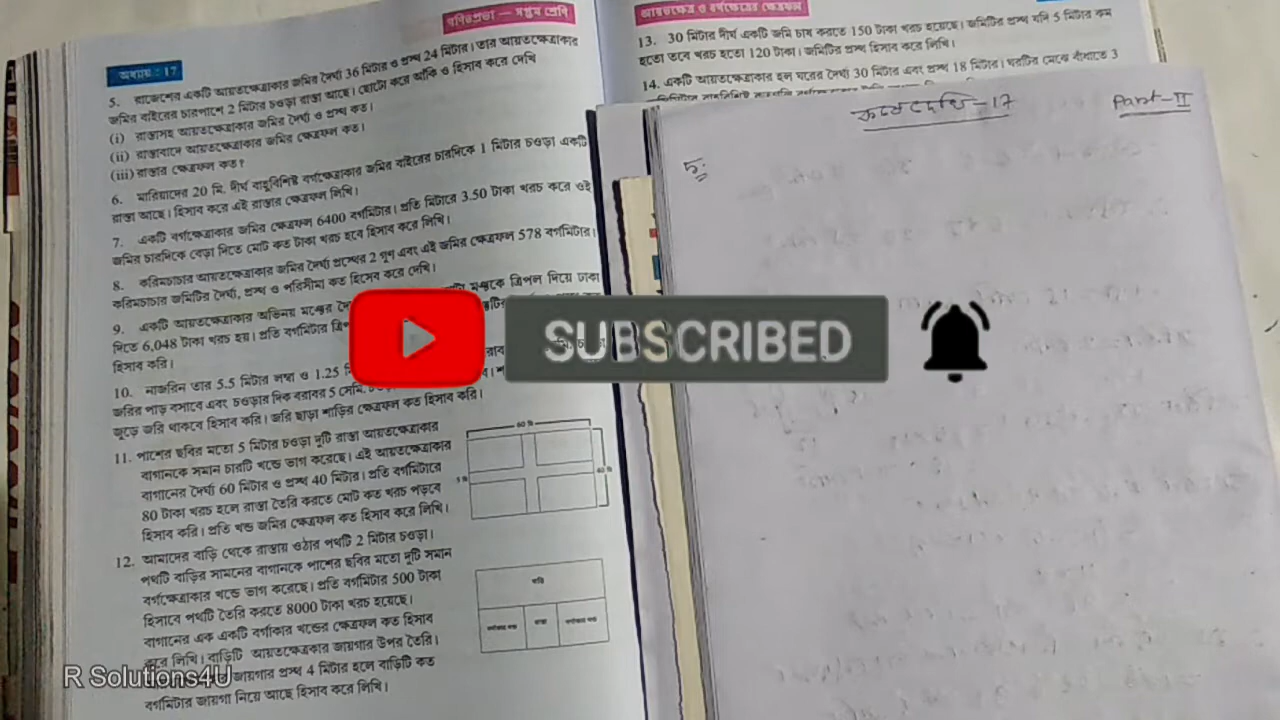 গণিতপ্রভা — সপ্তম শ্রেণি
অধ্যায় : 17
5. রাজেশের একটি আয়তক্ষেত্রাকার জমির দৈর্ঘ্য 36 মিটার ও প্রস্থ 24 মিটার। তার আয়তক্ষেত্রাকার
জমির বাইরের চারপাশে 2 মিটার চওড়া রাস্তা আছে। ছোটো করে আঁকি ও হিসাব করে দেখি
(i) রাস্তাসহ আয়তক্ষেত্রাকার জমির দৈর্ঘ্য ও প্রস্থ কত।
(ii) রাস্তাবাদে আয়তক্ষেত্রাকার জমির ক্ষেত্রফল কত।
(iii) রাস্তার ক্ষেত্রফল কত?
6. মারিয়াদের 20 মি. দীর্ঘ বাহুবিশিষ্ট বর্গক্ষেত্রাকার জমির বাইরের চারদিকে 1 মিটার চওড়া একটি
রাস্তা আছে। হিসাব করে এই রাস্তার ক্ষেত্রফল লিখি।
7. একটি বর্গক্ষেত্রাকার জমির ক্ষেত্রফল 6400 বর্গমিটার। প্রতি মিটারে 3.50 টাকা খরচ করে ওই
জমির চারদিকে বেড়া দিতে মোট কত টাকা খরচ হবে হিসাব করে লিখি।
8. করিমচাচার আয়তক্ষেত্রাকার জমির দৈর্ঘ্য প্রস্থের 2 গুণ এবং এই জমির ক্ষেত্রফল 578 বর্গমিটার।
করিমচাচার জমিটির দৈর্ঘ্য, প্রস্থ ও পরিসীমা কত হিসেব করে দেখি।
9. একটি আয়তক্ষেত্রাকার অভিনয় মঞ্চের মঞ্চকে ত্রিপল দিয়ে ঢাকা
দিতে 6,048 টাকা খরচ হয়। প্রতি বর্গমিটার
হিসাব করি।
10. নাজরিন তার 5.5 মিটার লম্বা ও 1.25
জরির পাড় বসাবে এবং চওড়ার দিক বরাবর 5 সেমি.
জুড়ে জরি থাকবে হিসাব করি। জরি ছাড়া শাড়ির ক্ষেত্রফল কত হিসাব করি।
11. পাশের ছবির মতো 5 মিটার চওড়া দুটি রাস্তা আয়তক্ষেত্রাকার
বাগানকে সমান চারটি খন্ডে ভাগ করেছে। এই আয়তক্ষেত্রাকার
বাগানের দৈর্ঘ্য 60 মিটার ও প্রস্থ 40 মিটার। প্রতি বর্গমিটারে
80 টাকা খরচ হলে রাস্তা তৈরি করতে মোট কত খরচ পড়বে
হিসাব করি। প্রতি খন্ড জমির ক্ষেত্রফল কত হিসাব করে লিখি।
12. আমাদের বাড়ি থেকে রাস্তায় ওঠার পথটি 2 মিটার চওড়া।
পথটি বাড়ির সামনের বাগানকে পাশের ছবির মতো দুটি সমান
বর্গক্ষেত্রাকার খন্ডে ভাগ করেছে। প্রতি বর্গমিটার 500 টাকা
হিসাবে পথটি তৈরি করতে 8000 টাকা খরচ হয়েছে।
বাগানের এক একটি বর্গাকার খন্ডের ক্ষেত্রফল কত হিসাব
করে লিখি। বাড়িটি আয়তক্ষেত্রাকার জায়গার উপর তৈরি।
জায়গার প্রস্থ 4 মিটার হলে বাড়িটি কত
বর্গমিটার জায়গা নিয়ে আছে হিসাব করে লিখি।
আয়তক্ষেত্র ও বর্গক্ষেত্রের ক্ষেত্রফল
13. 30 মিটার দীর্ঘ একটি জমি চাষ করতে 150 টাকা খরচ হয়েছে। জমিটির প্রস্থ যদি 5 মিটার কম
হতো তবে খরচ হতো 120 টাকা। জমিটির প্রস্থ হিসাব করে লিখি।
14. একটি আয়তক্ষেত্রাকার হল ঘরের দৈর্ঘ্য 30 মিটার এবং প্রস্থ 18 মিটার। ঘরটির মেঝে বাঁধাতে 3
কষে দেখি - 17
Part - II
5.
SUBSCRIBED
R Solutions4U